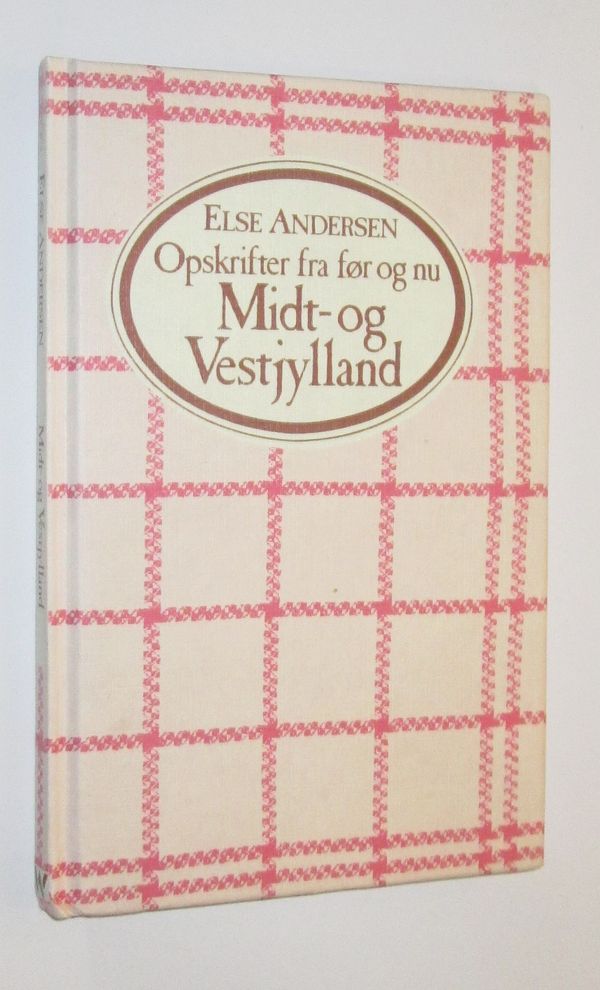 ELSE ANDERSEN
Opskrifter fra før og nu
Midt- og
Vestjylland
ELSE ANDERSEN
Midt- og Vestjylland